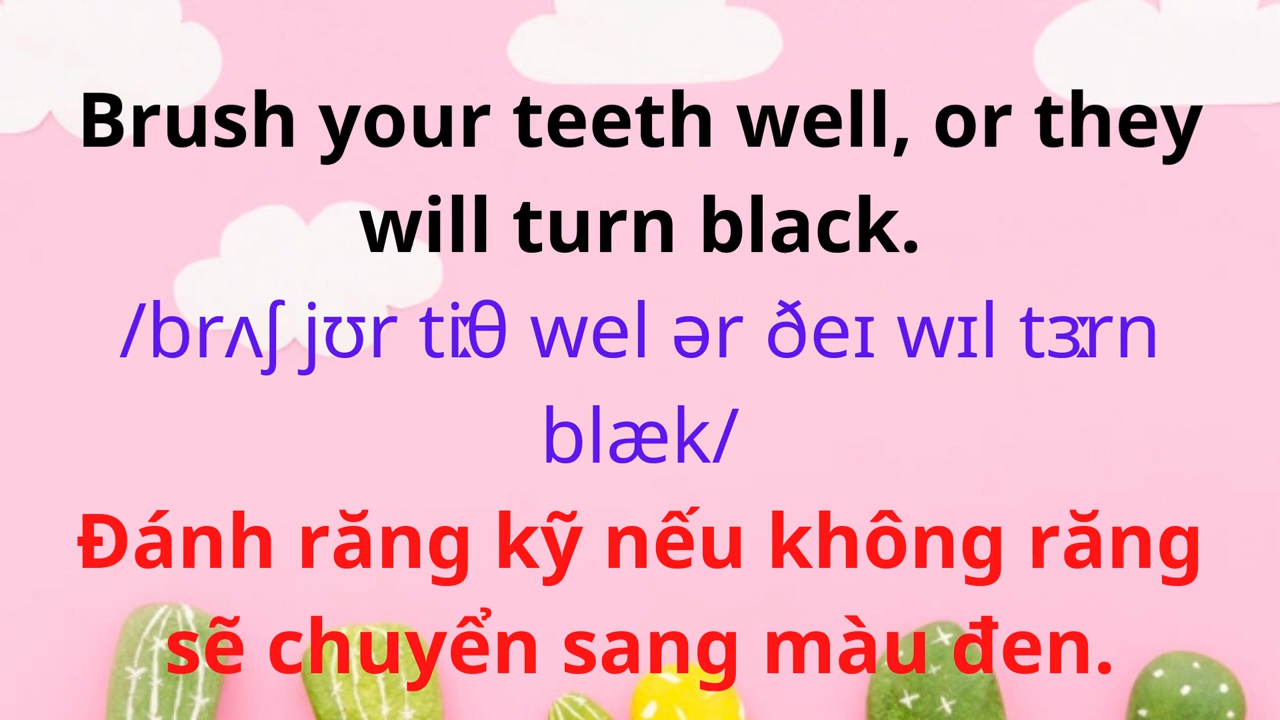 Brush your teeth well, or they
will turn black.
/brʌʃ jʊr tiːθ wel ər ðeɪ wɪl tɜːrn
blæk/
Đánh răng kỹ nếu không răng
sẽ chuyển sang màu đen.